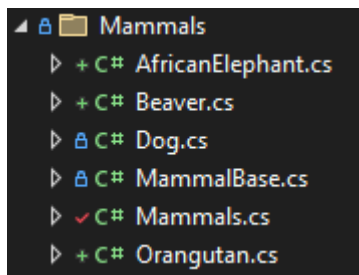 Mammals
C# AfricanElephant.cs
C# Beaver.cs
C# Dog.cs
C# MammalBase.cs
C# Mammals.cs
C# Orangutan.cs